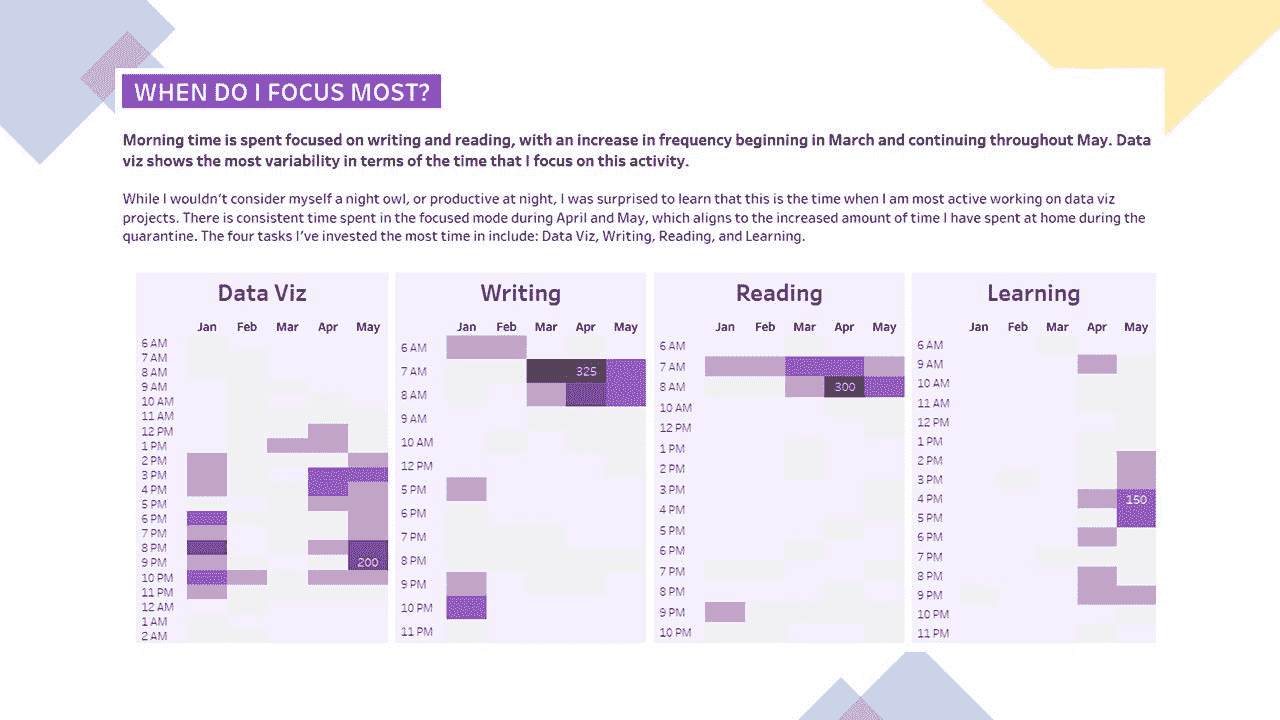 WHEN DO I FOCUS MOST?
Morning time is spent focused on writing and reading, with an increase in frequency beginning in March and continuing throughout May. Data
viz shows the most variability in terms of the time that I focus on this activity.
While I wouldn't consider myself a night owl, or productive at night, I was surprised to learn that this is the time when I am most active working on data viz
projects. There is consistent time spent in the focused mode during April and May, which aligns to the increased amount of time I have spent at home during the
quarantine. The four tasks I've invested the most time in include: Data Viz, Writing, Reading, and Learning.
Data Viz
Jan Feb Mar Apr May
6 AM
7 AM
8 AM
9 AM
10 AM
11 AM
12 PM
1 PM
2 PM
3 PM
4 PM
5 PM
6 PM
7 PM
8 PM
9 PM 200
10 PM
11 PM
12 AM
1 AM
2 AM
Writing
Jan Feb Mar Apr May
6 AM
7 AM 325
8 AM
9 AM
10 AM
12 PM
5 PM
6 PM
7 PM
8 PM
9 PM
10 PM
11 PM
Reading
Jan Feb Mar Apr May
6 AM
7 AM
8 AM 300
10 AM
12 PM
1 PM
2 PM
3 PM
4 PM
5 PM
6 PM
7 PM
8 PM
9 PM
10 PM
Learning
Jan Feb Mar Apr May
6 AM
9 AM
10 AM
11 AM
12 PM
1 PM
2 PM
3 PM
4 PM 150
5 PM
6 PM
7 PM
8 PM
9 PM
10 PM
11 PM